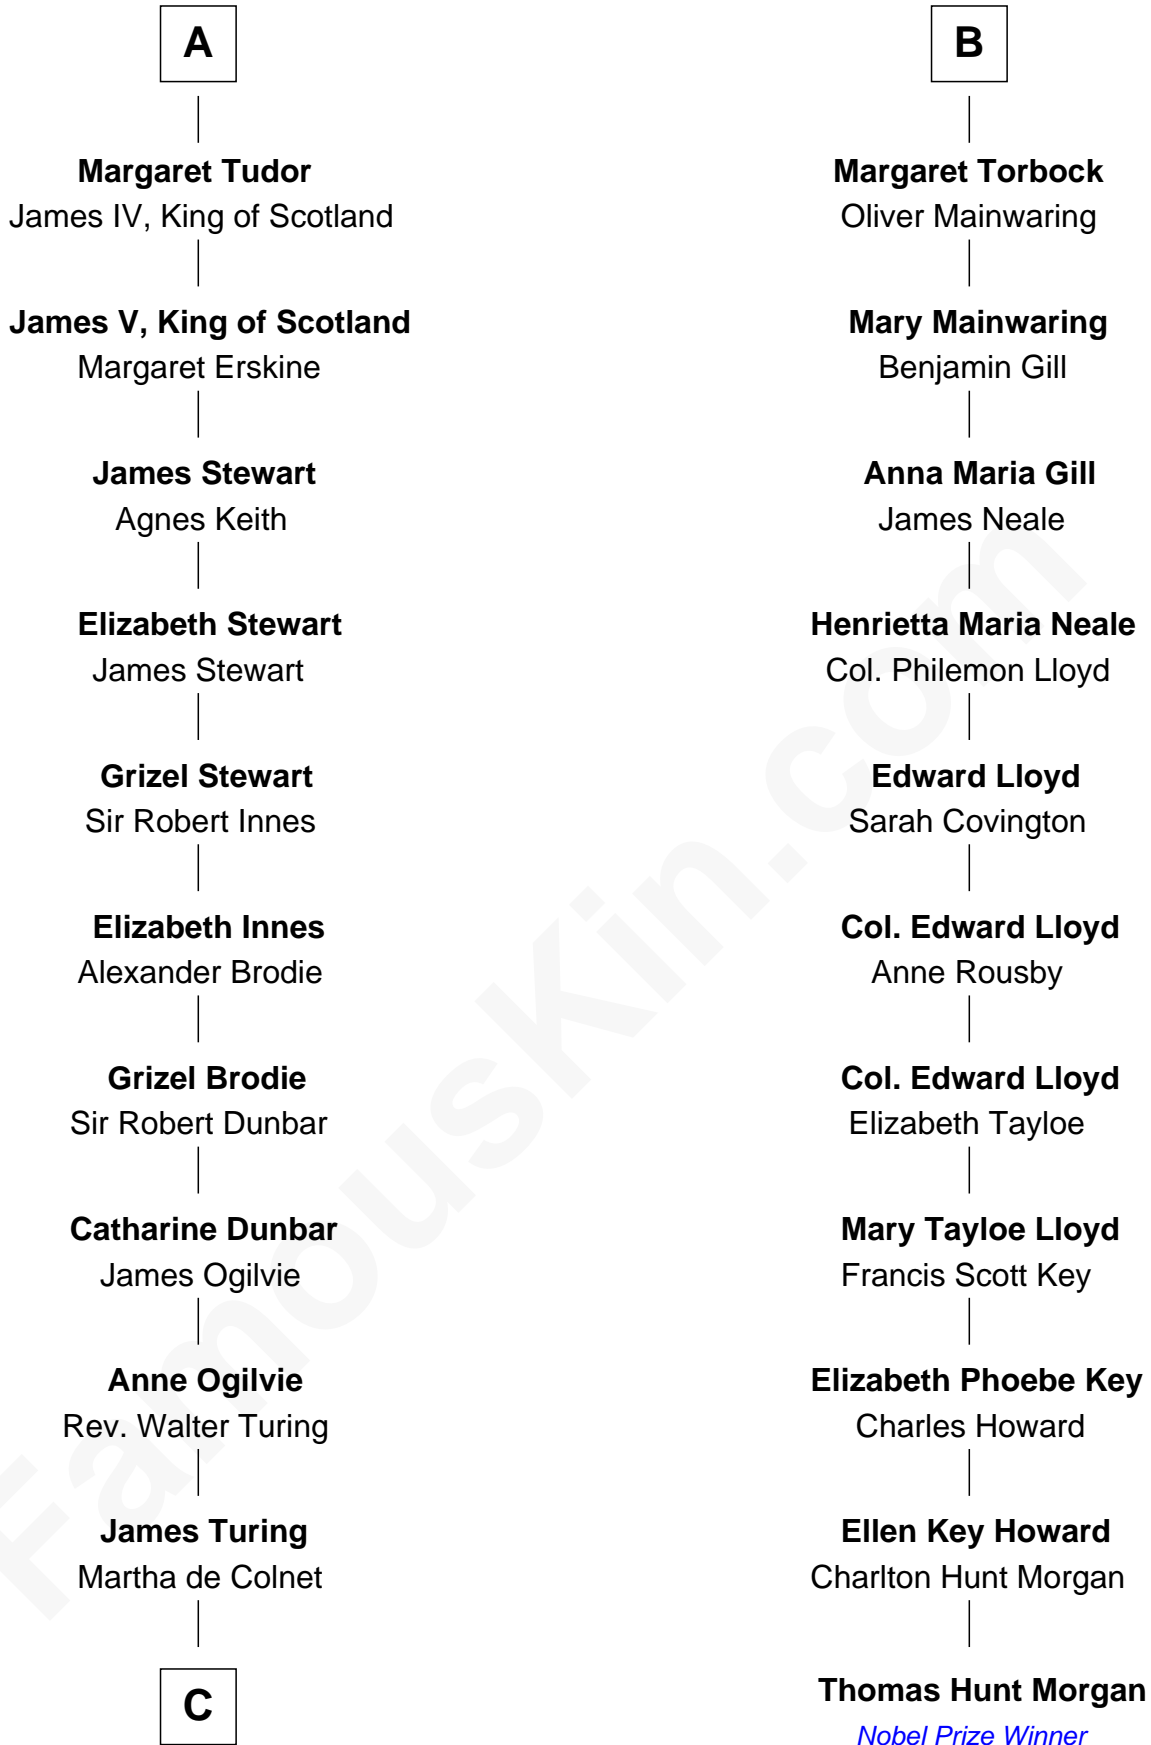 A
Margaret Tudor
James IV, King of Scotland
James V, King of Scotland
Margaret Erskine
James Stewart
Agnes Keith
Elizabeth Stewart
James Stewart
Grizel Stewart
Sir Robert Innes
Elizabeth Innes
Alexander Brodie
Grizel Brodie
Sir Robert Dunbar
Catharine Dunbar
James Ogilvie
Anne Ogilvie
Rev. Walter Turing
James Turing
Martha de Colnet
C
B
Margaret Torbock
Oliver Mainwaring
Mary Mainwaring
Benjamin Gill
Anna Maria Gill
James Neale
Henrietta Maria Neale
Col. Philemon Lloyd
Edward Lloyd
Sarah Covington
Col. Edward Lloyd
Anne Rousby
Col. Edward Lloyd
Elizabeth Tayloe
Mary Tayloe Lloyd
Francis Scott Key
Elizabeth Phoebe Key
Charles Howard
Ellen Key Howard
Charlton Hunt Morgan
Thomas Hunt Morgan
Nobel Prize Winner
FamousKin.com